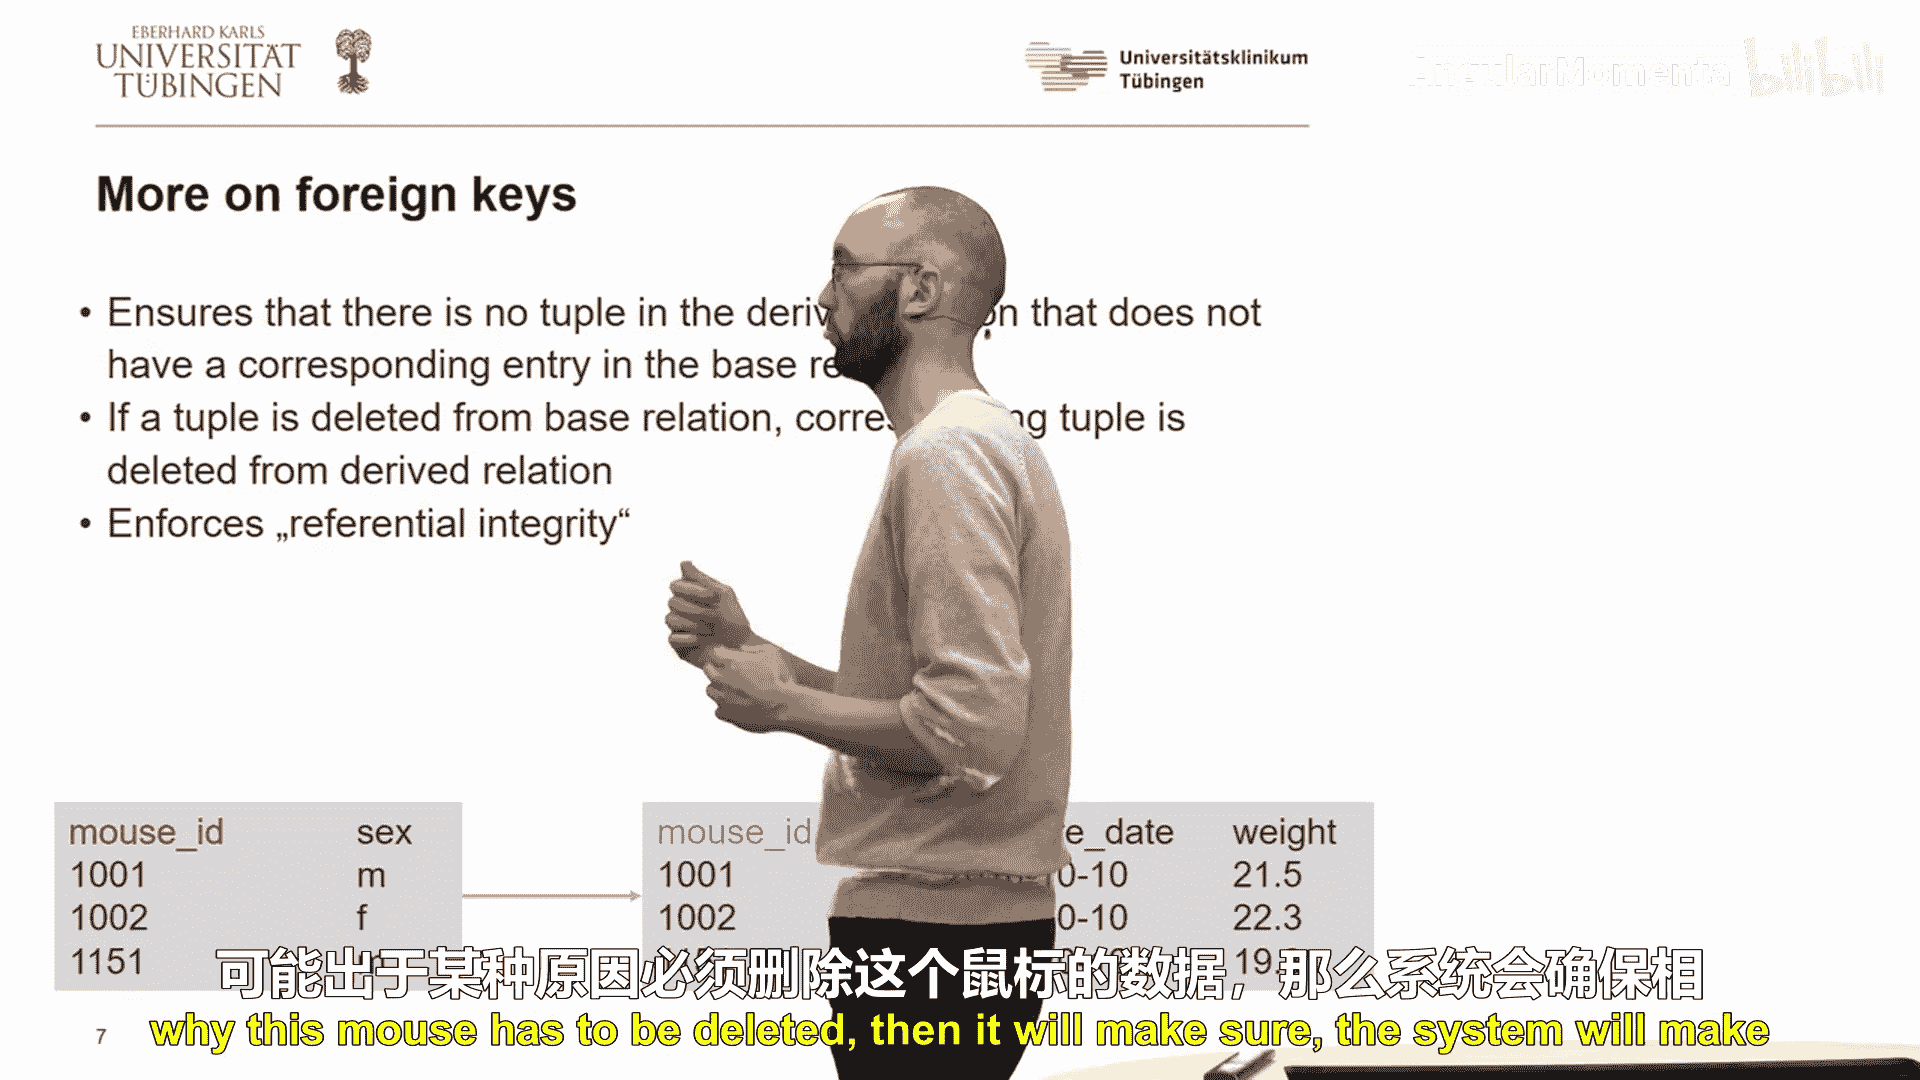 EBERHARD KARLS
UNIVERSITÄT
TÜBINGEN
Universitätsklinikum
Tübingen
AngularMomenta bilibili
More on foreign keys
• Ensures that there is no tuple in the deriv n that does not
have a corresponding entry in the base re
• If a tuple is deleted from base relation, corres ng tuple is
deleted from derived relation
• Enforces „referential integrity“
mouse_id sex
1001 m
1002 f
1151
mouse_id e_date weight
1001 0-10 21.5
1002 0-10 22.3
19.
可能出于某种原因必须删除这个鼠标的数据，那么系统会确保相
7
why this mouse has to be deleted, then it will make sure, the system will make